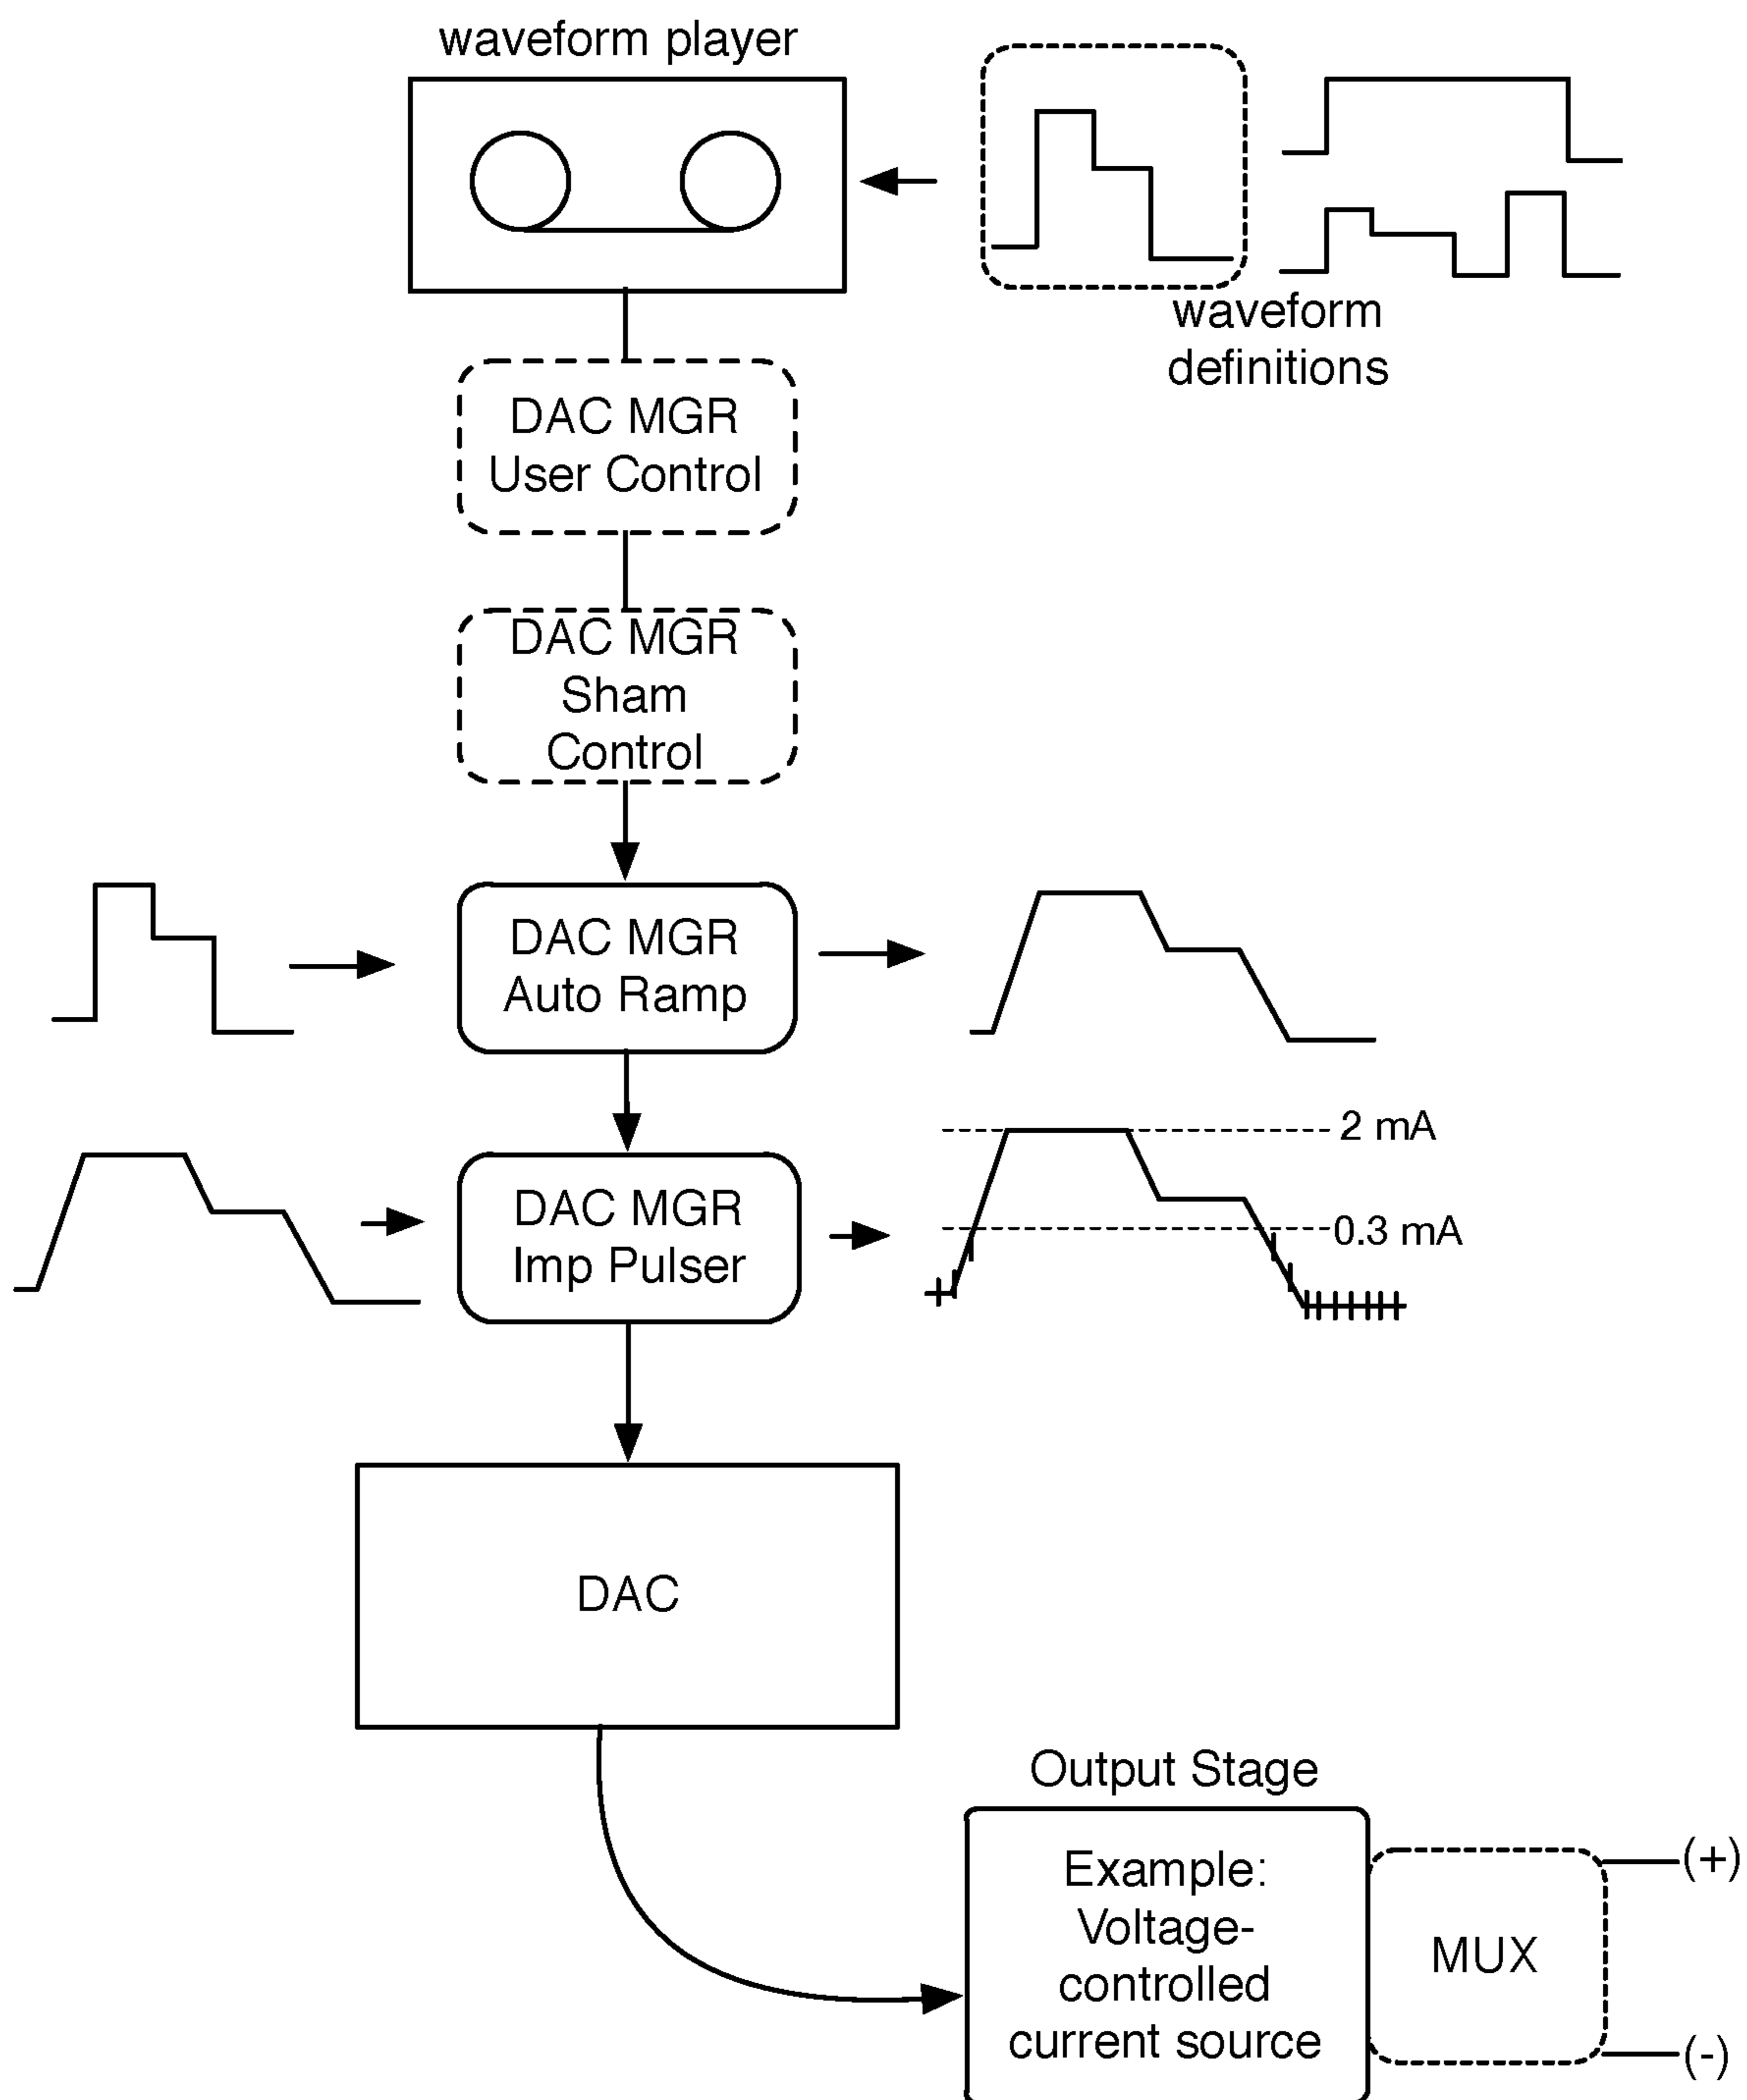 waveform player
waveform
definitions
DAC MGR
User Control
DAC MGR
Sham
Control
DAC MGR
Auto Ramp
2 mA
DAC MGR
Imp Pulser
0.3 mA
DAC
Output Stage
Example:
Voltage-
controlled
current source
MUX
(+)
(-)